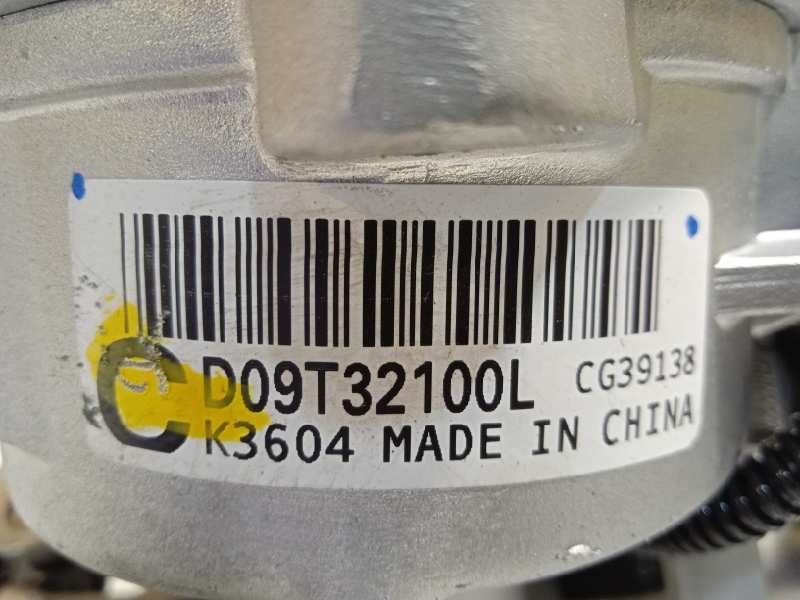 C D09T32100L CG39138
K3604 MADE IN CHINA